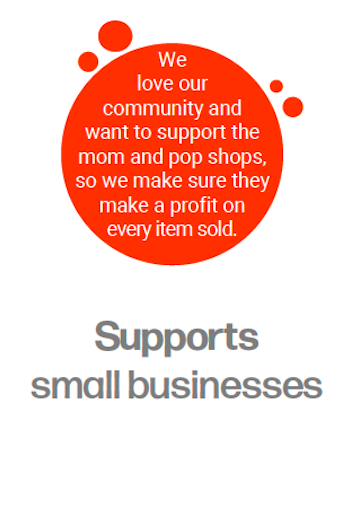 We
love our
community and
want to support the
mom and pop shops,
so we make sure they
make a profit on
every item sold.
Supports
small businesses